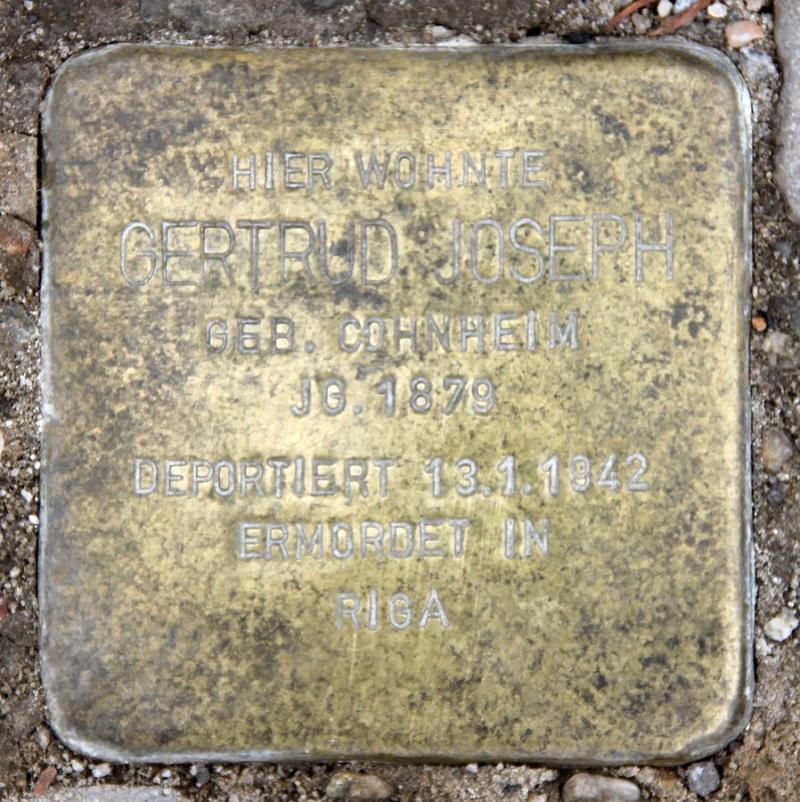 HIER WOHNTE
GERTRUD JOSEPH
GEB. COHNHEIM
JG. 1879
DEPORTIERT 13.1.1942
ERMORDET IN
RIGA